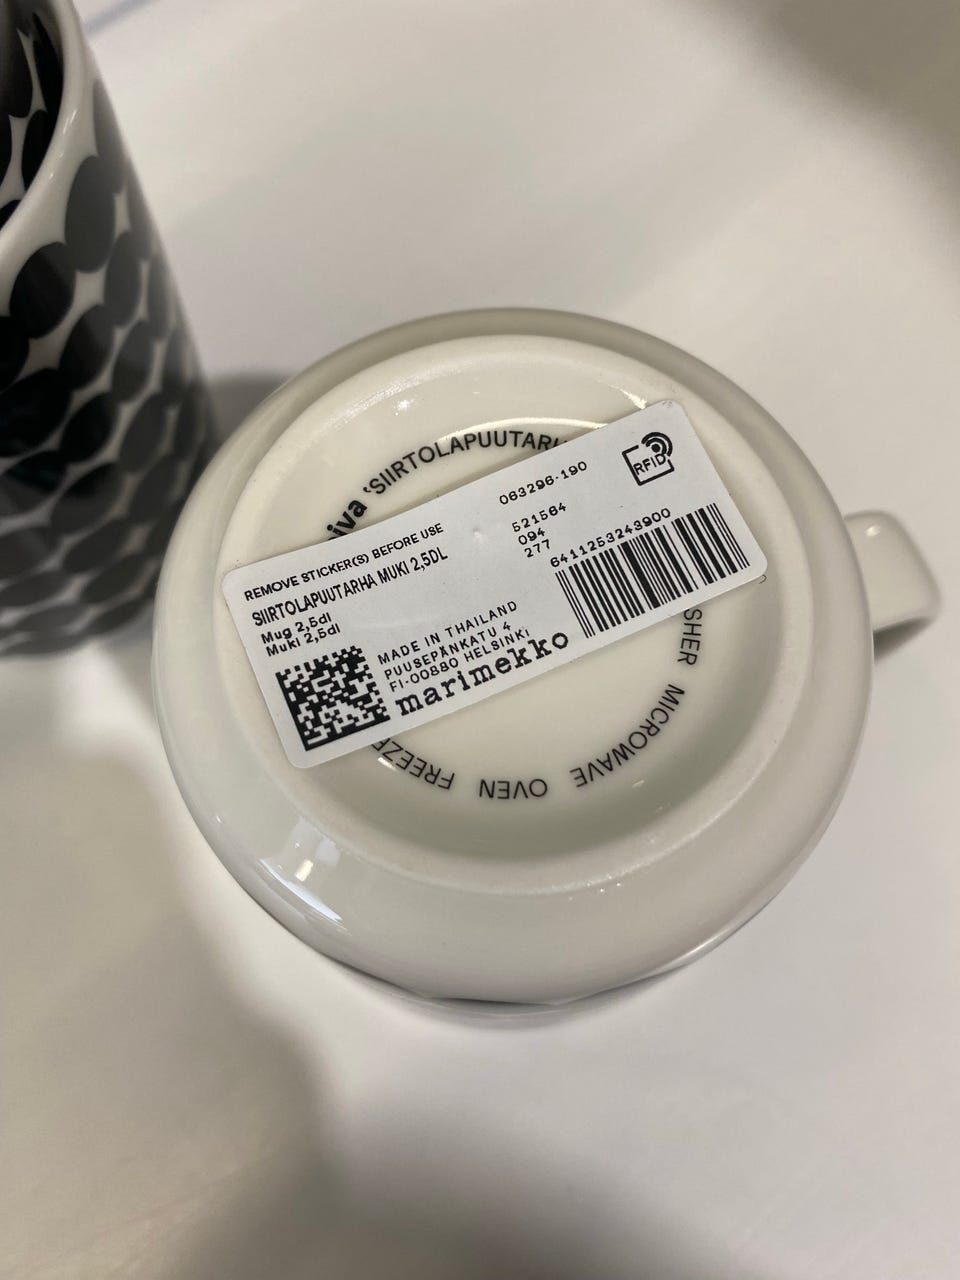 iva 'SIIRTOLAPUUTARH
REMOVE STICKER(S) BEFORE USE
SIIRTOLAPUUTARHA MUKI 2,5DL
Mug 2,5dl
Muki 2,5dl
MADE IN THAILAND
PUUSEPÄNKATU 4
FI-00880 HELSINKI
marimekko
063296-190
521564
094
277
6411253243900
RFID
SHER MICROWAVE OVEN FREEZE